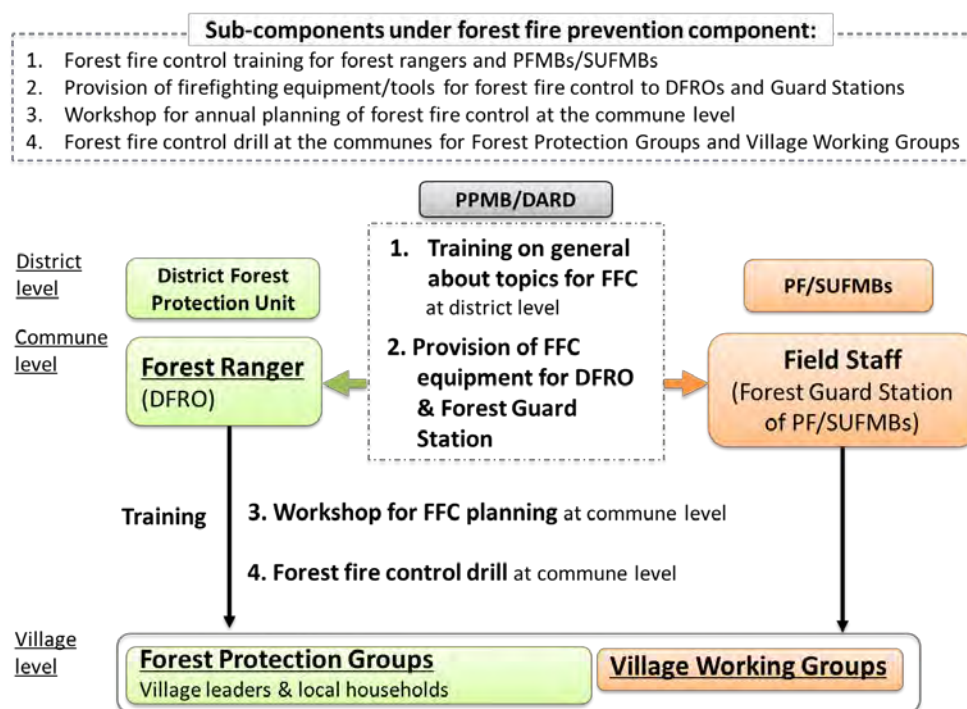 Sub-components under forest fire prevention component:
1. Forest fire control training for forest rangers and PFMBs/SUFMBs
2. Provision of firefighting equipment/tools for forest fire control to DFROs and Guard Stations
3. Workshop for annual planning of forest fire control at the commune level
4. Forest fire control drill at the communes for Forest Protection Groups and Village Working Groups
PPMB/DARD
District
level
District Forest
Protection Unit
1. Training on general
about topics for FFC
at district level
PF/SUFMBs
Commune
level
Forest Ranger
(DFRO)
2. Provision of FFC
equipment for DFRO
& Forest Guard
Station
Field Staff
(Forest Guard Station
of PF/SUFMBs)
Training
3. Workshop for FFC planning at commune level
4. Forest fire control drill at commune level
Village
level
Forest Protection Groups
Village leaders & local households
Village Working Groups